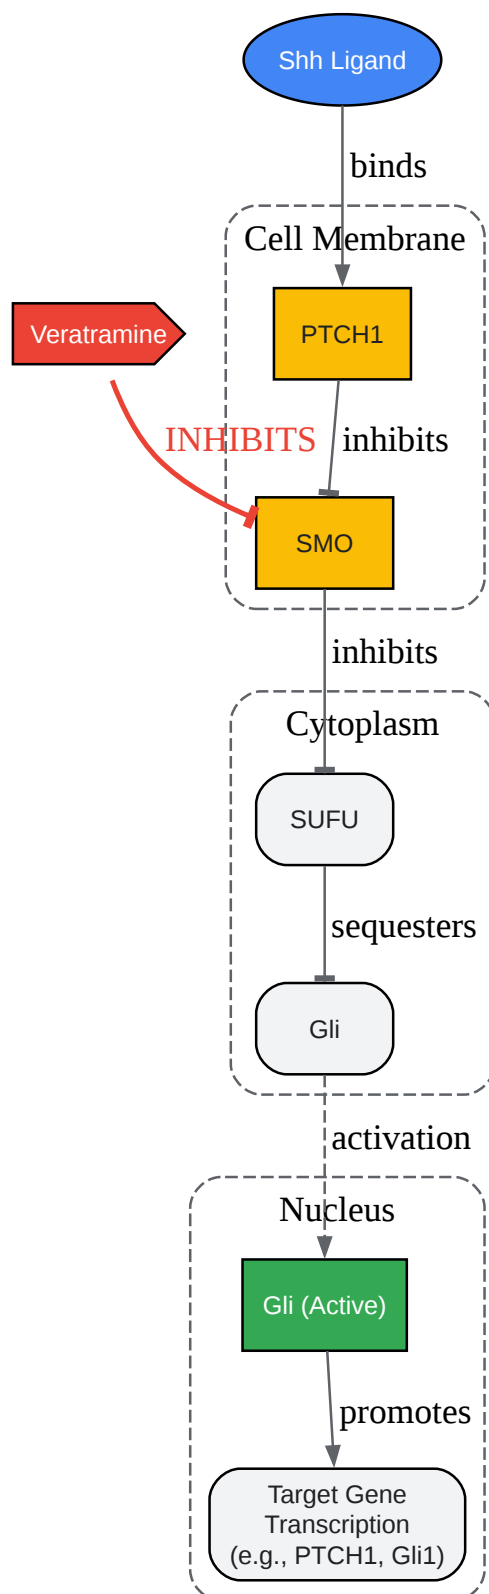 Shh Ligand
binds
Cell Membrane
Veratramine
PTCH1
INHIBITS
inhibits
SMO
inhibits
Cytoplasm
SUFU
sequesters
Gli
activation
Nucleus
Gli (Active)
promotes
Target Gene
Transcription
(e.g., PTCH1, Gli1)